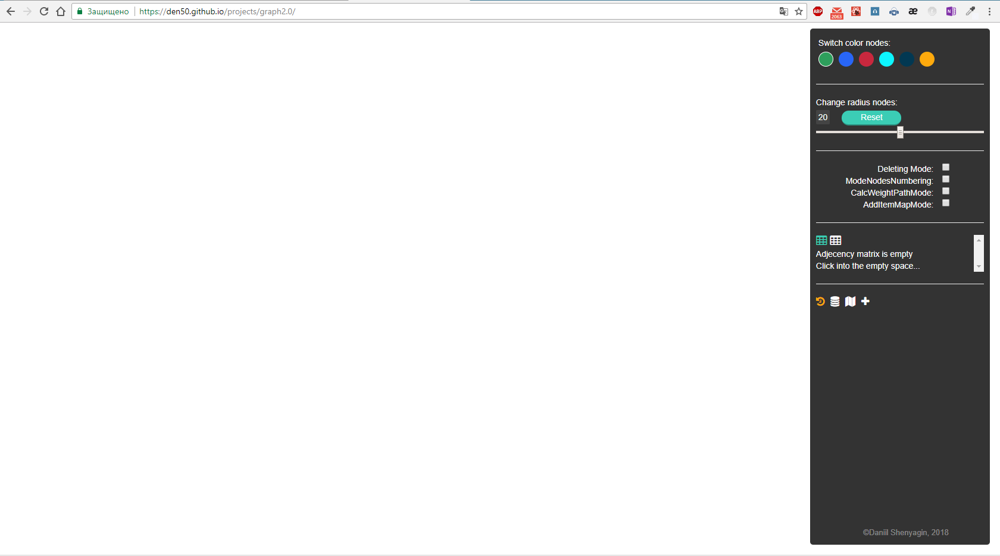 Защищено https://den50.github.io/projects/graph2.0/
ABP 2063 æ N
Switch color nodes:
Change radius nodes:
20 Reset
Deleting Mode:
ModeNodesNumbering:
CalcWeightPathMode:
AddItemMapMode:
Adjecency matrix is empty
Click into the empty space...
©Daniil Shenyagin, 2018